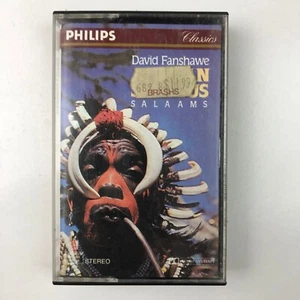 PHILIPS
Classics
David Fanshawe
N
BRASHS
S
SALAAMS
STEREO